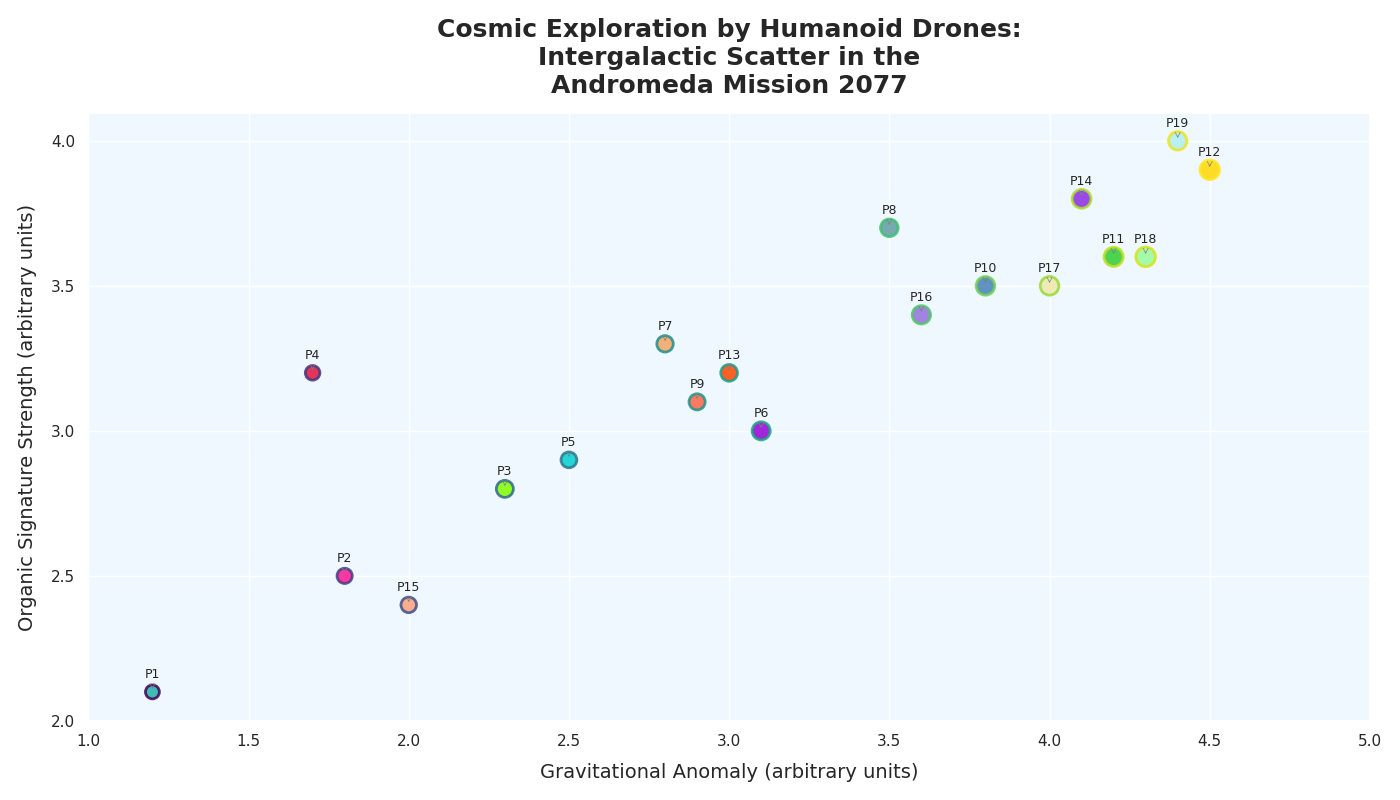 Cosmic Exploration by Humanoid Drones:
Intergalactic Scatter in the
Andromeda Mission 2077
Organic Signature Strength (arbitrary units)
4.0
3.5
3.0
2.5
2.0
P19
P12
P14
P8
P11
P18
P10
P17
P16
P7
P4
P13
P9
P6
P5
P3
P2
P15
P1
1.0
1.5
2.0
2.5
3.0
3.5
4.0
4.5
5.0
Gravitational Anomaly (arbitrary units)